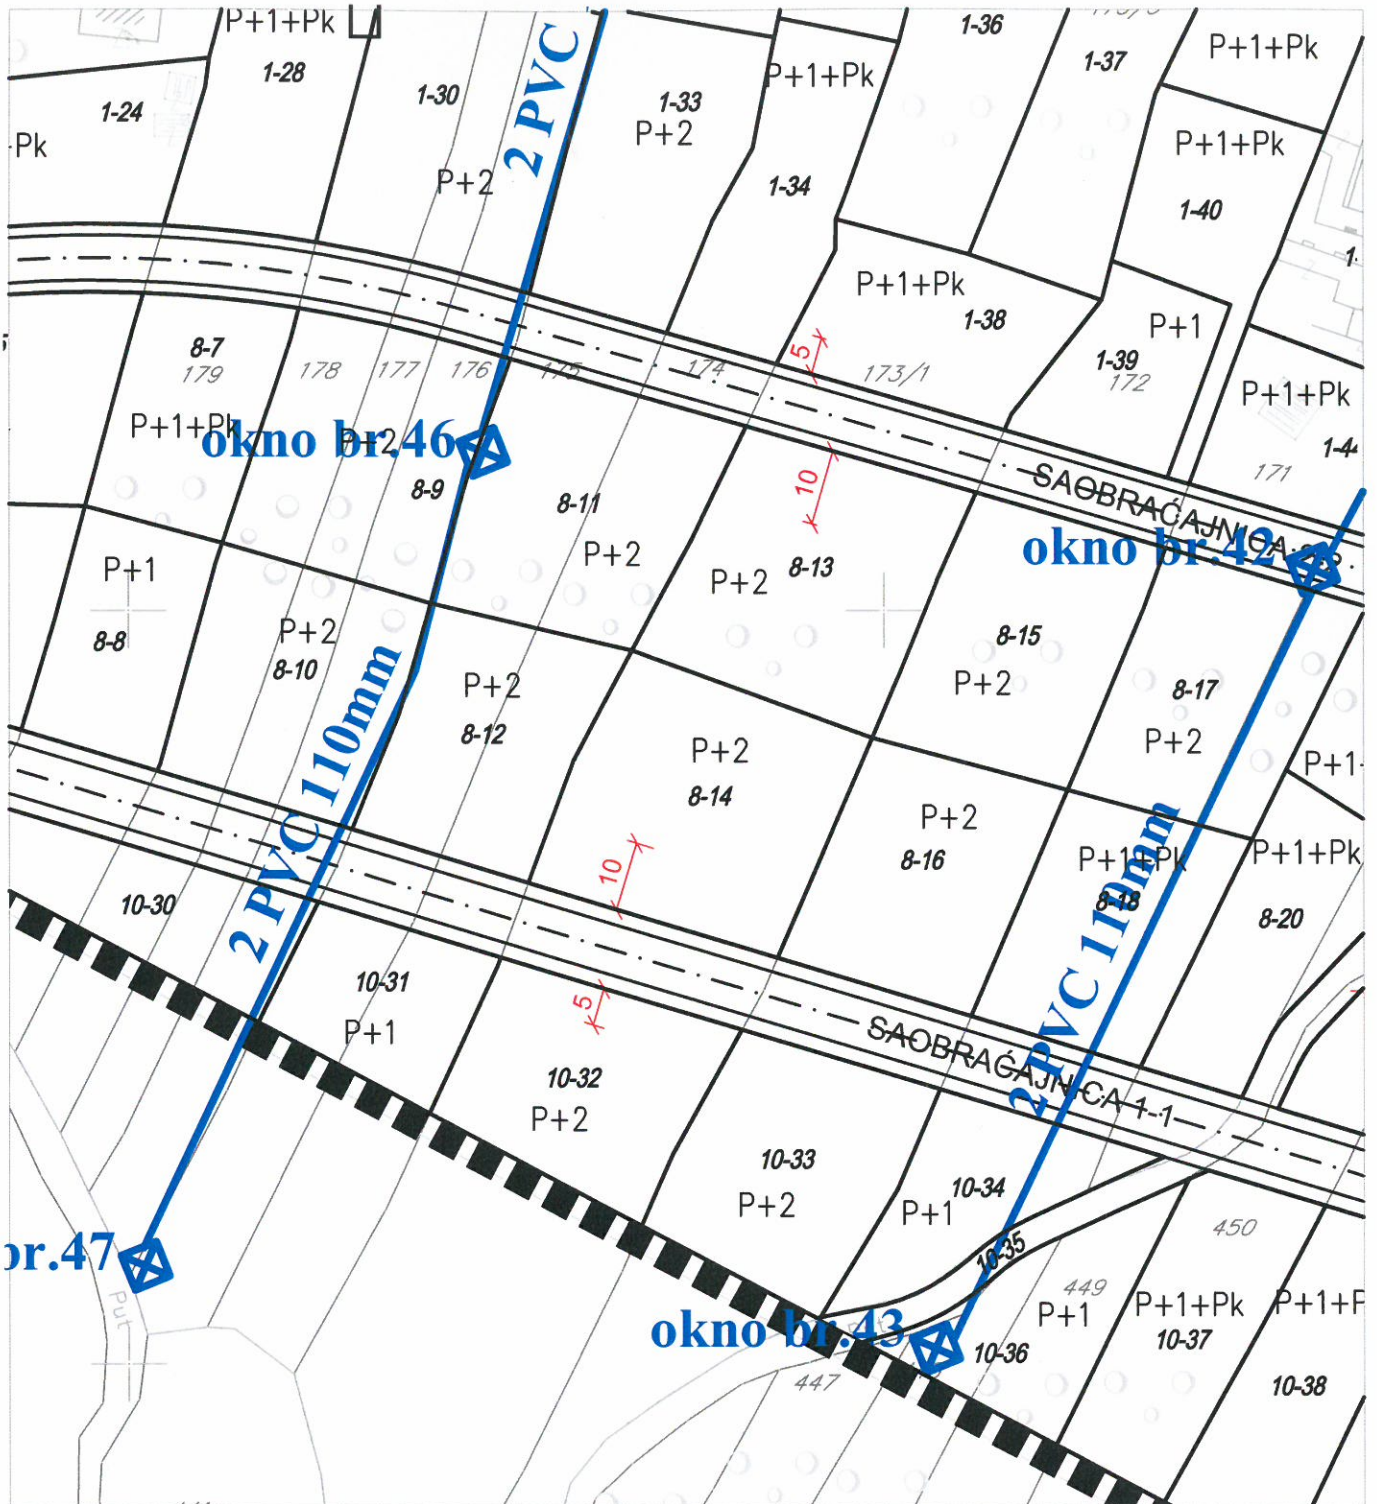 P+1+Pk
1-28
1-24
Pk
1-30
P+2
2 PVC
1-33
P+2
P+1+Pk
1-34
1-36
1-37
P+1+Pk
P+1+Pk
1-40
P+1+Pk
1-38
P+1
1-39
172
173/1
5
174
175
176
177
178
8-7
179
P+1+Pk
okno br.46
P+2
8-9
8-11
P+2
10
8-13
P+2
P+1+Pk
171
SAOBRAĆAJNICA
okno br.42
P+1
8-8
P+2
8-10
P+2
8-12
8-15
P+2
8-17
P+2
P+2
8-14
P+2
8-16
P+1
P+1+Pk
8-18
P+1+Pk
8-20
2 PVC 110mm
2 PVC 110mm
10
5
10-30
10-31
P+1
10-32
P+2
SAOBRAĆAJNICA 1-1
10-33
P+2
10-34
P+1
10-35
450
449
br.47
Put
okno br.43
447
10-36
P+1
P+1+Pk
10-37
P+1+P
10-38